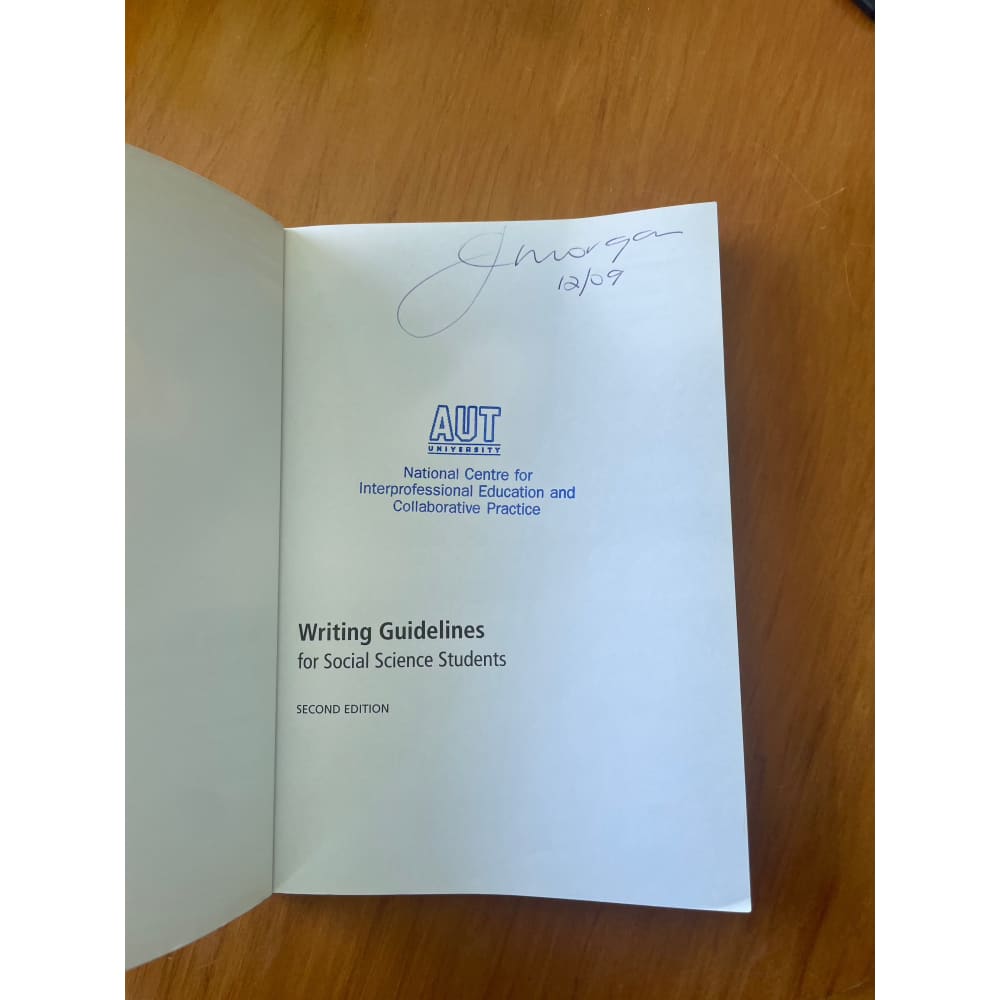 J morgan
12/09
AUT
UNIVERSITY
National Centre for
Interprofessional Education and
Collaborative Practice
Writing Guidelines
for Social Science Students
SECOND EDITION